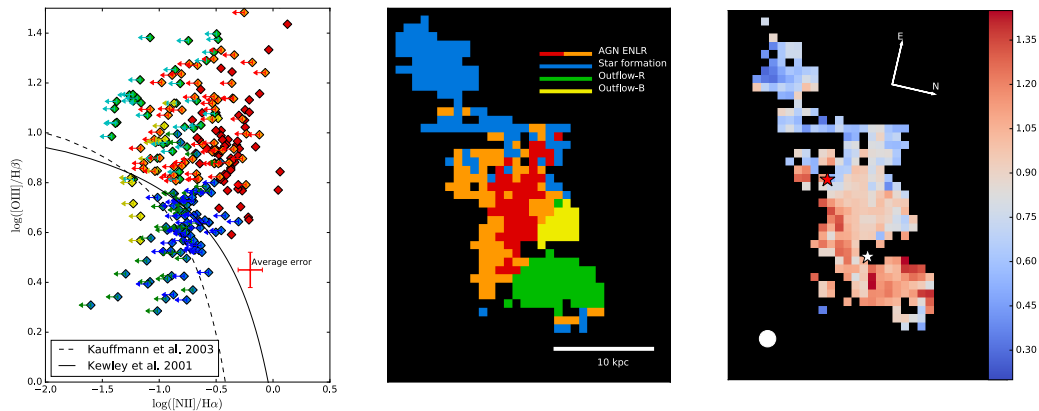 1.4
1.2
1.0
0.8
0.6
0.4
0.2
0.0
log([OIII]/Hβ)
Average error
Kauffmann et al. 2003
Kewley et al. 2001
−2.0 −1.5 −1.0 −0.5 0.0 0.5
log([NII]/Hα)
AGN ENLR
Star formation
Outflow-R
Outflow-B
10 kpc
E
N
1.35
1.20
1.05
0.90
0.75
0.60
0.45
0.30